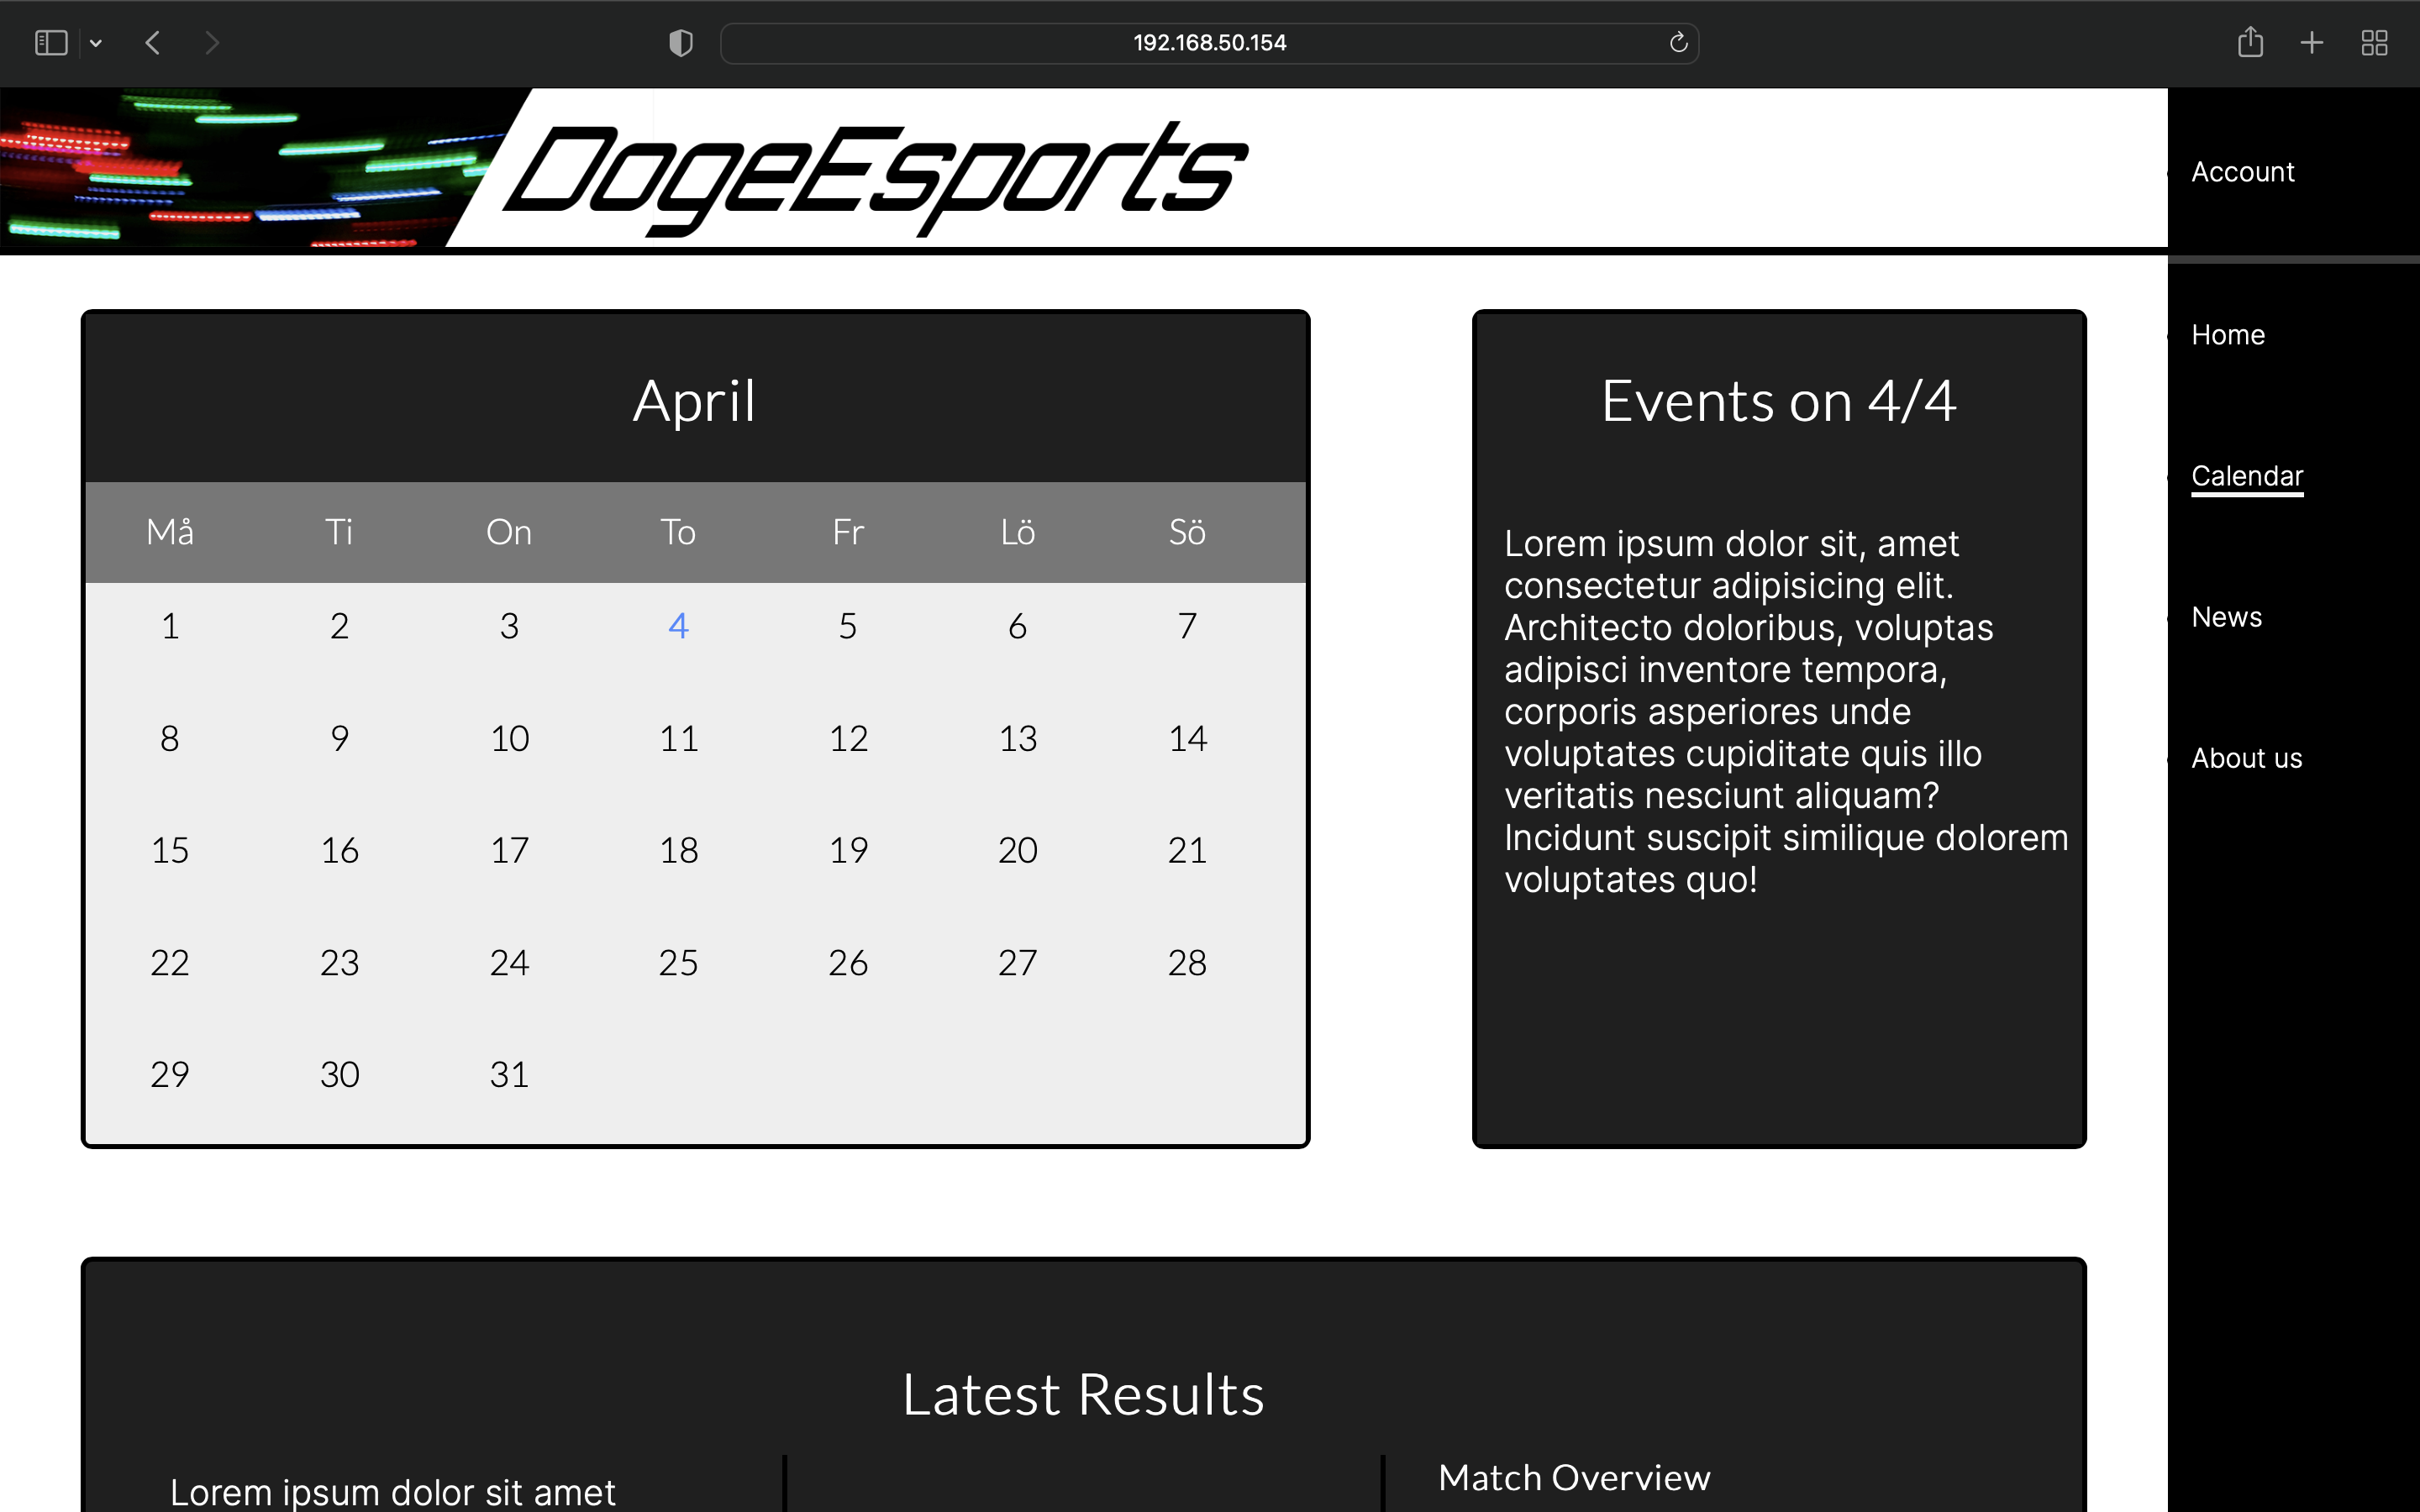 192.168.50.154
DogeEsports
Account
Home
Calendar
News
About us
April
Må Ti On To Fr Lö Sö
1 2 3 4 5 6 7
8 9 10 11 12 13 14
15 16 17 18 19 20 21
22 23 24 25 26 27 28
29 30 31
Events on 4/4
Lorem ipsum dolor sit, amet
consectetur adipisicing elit.
Architecto doloribus, voluptas
adipisci inventore tempora,
corporis asperiores unde
voluptates cupiditate quis illo
veritatis nesciunt aliquam?
Incidunt suscipit similique dolorem
voluptates quo!
Latest Results
Lorem ipsum dolor sit amet
Match Overview